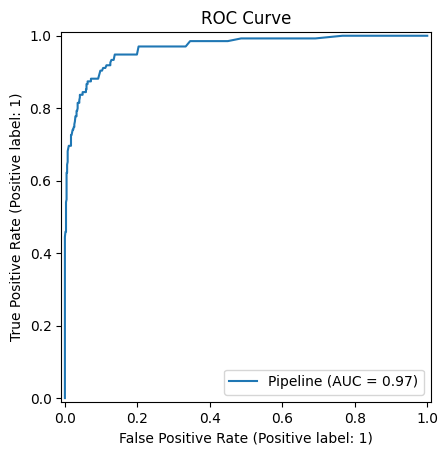 ROC Curve
1.0
0.8
0.6
0.4
0.2
0.0
True Positive Rate (Positive label: 1)
Pipeline (AUC = 0.97)
0.0 0.2 0.4 0.6 0.8 1.0
False Positive Rate (Positive label: 1)